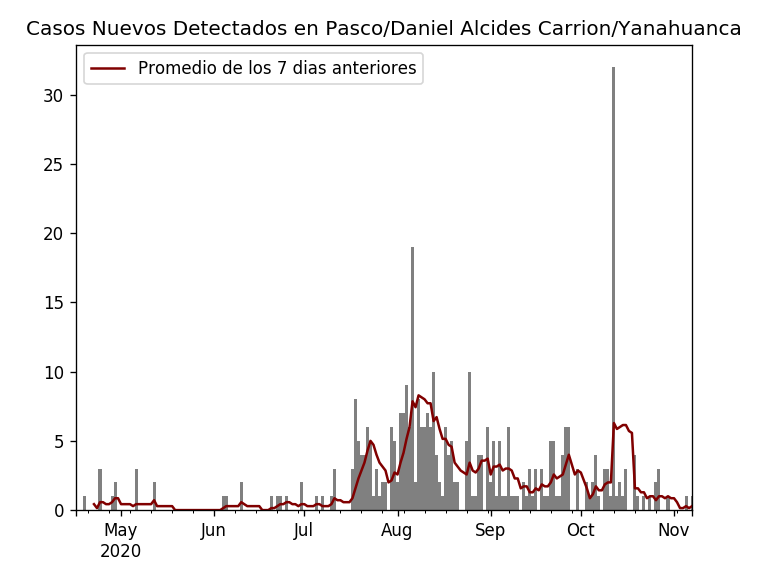 Casos Nuevos Detectados en Pasco/Daniel Alcides Carrion/Yanahuanca
Promedio de los 7 dias anteriores
30
25
20
15
10
5
0
May Jun Jul Aug Sep Oct Nov
2020